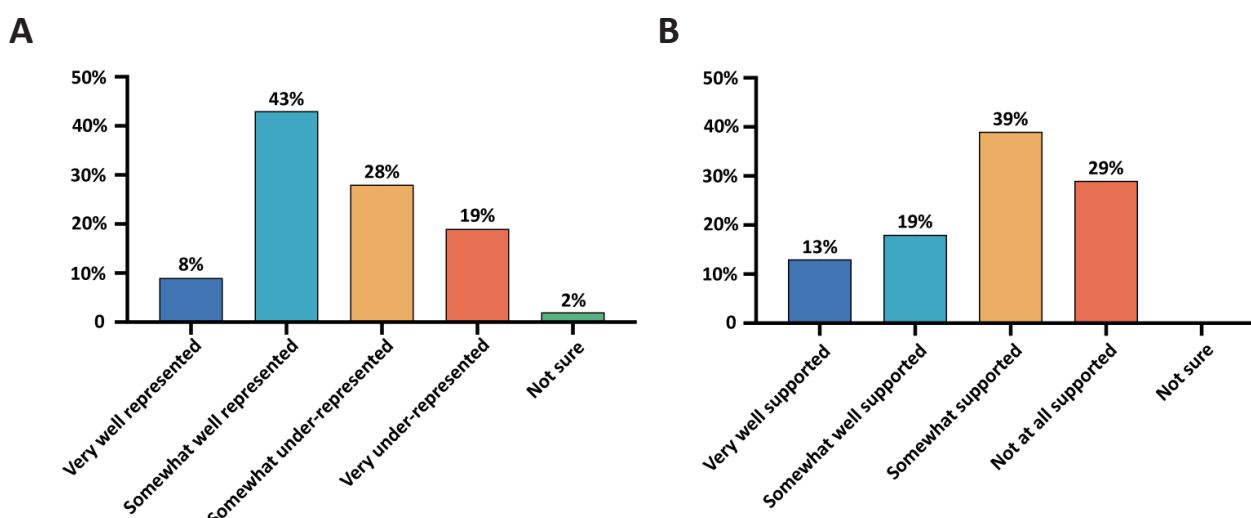 A
50%
40%
30%
20%
10%
0
8%
43%
28%
19%
2%
Very well represented
Somewhat well represented
Somewhat under-represented
Very under-represented
Not sure
B
50%
40%
30%
20%
10%
0
13%
19%
39%
29%
Very well supported
Somewhat well supported
Somewhat supported
Not at all supported
Not sure